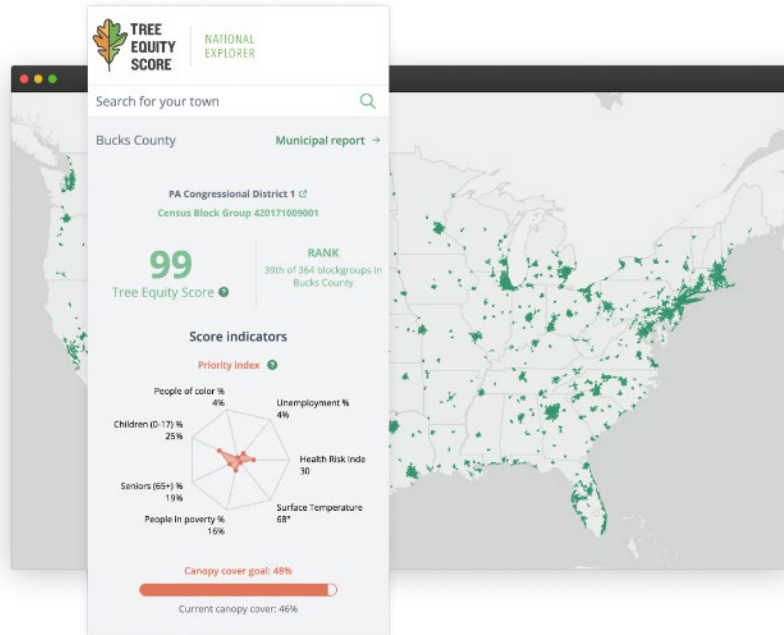 TREE
EQUITY
SCORE
NATIONAL
EXPLORER
Search for your town
Bucks County
Municipal report →
PA Congressional District 1
Census Block Group 420171009001
99
Tree Equity Score ?
RANK
39th of 364 blockgroups in
Bucks County
Score indicators
Priority index ?
People of color %
4%
Unemployment %
4%
Children (0-17) %
25%
Health Risk Inde
30
Seniors (65+) %
19%
Surface Temperature
68°
People in poverty %
16%
Canopy cover goal: 48%
Current canopy cover: 46%